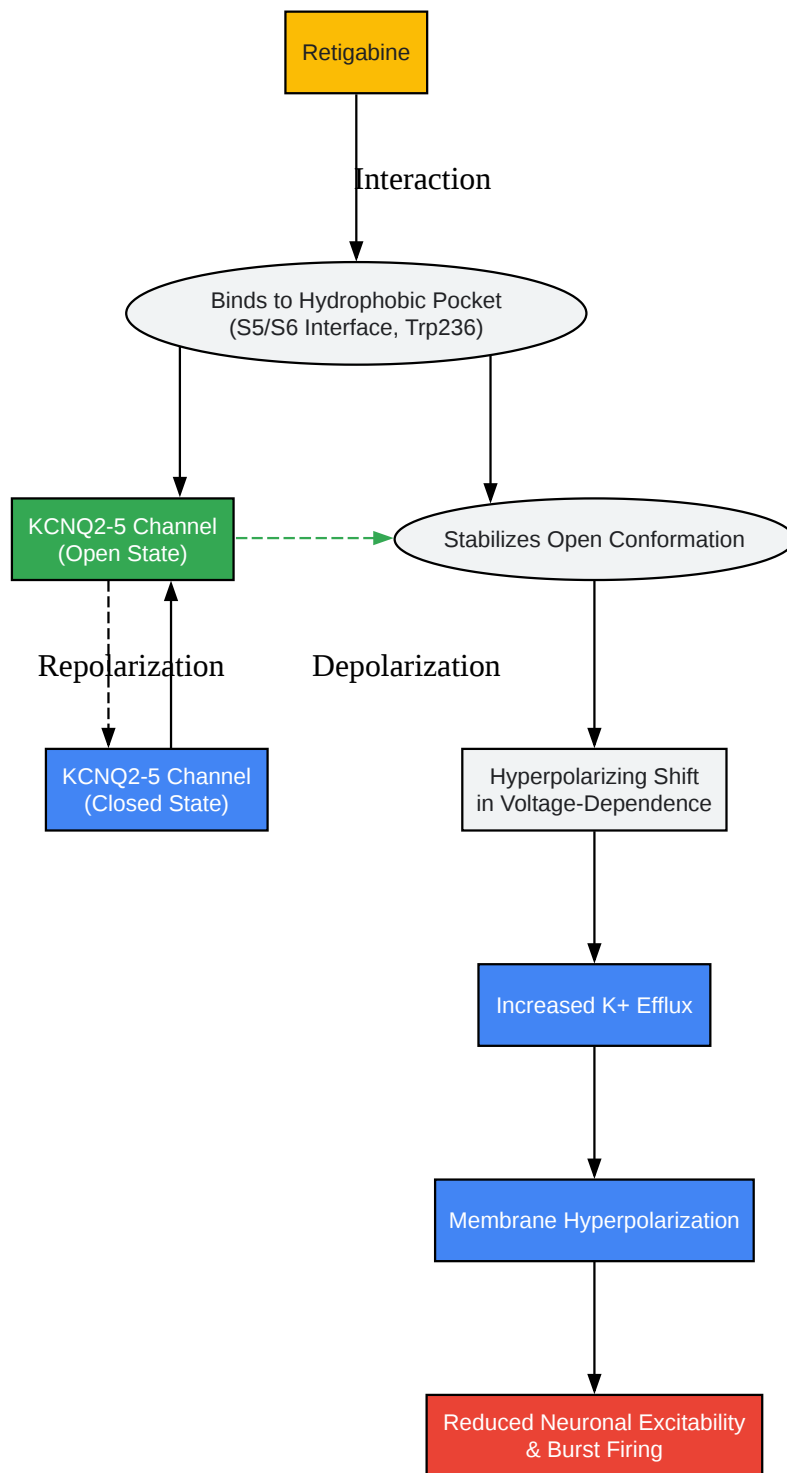 Retigabine
Interaction
Binds to Hydrophobic Pocket
(S5/S6 Interface, Trp236)
KCNQ2-5 Channel
(Open State)
Stabilizes Open Conformation
Repolarization
Depolarization
KCNQ2-5 Channel
(Closed State)
Hyperpolarizing Shift
in Voltage-Dependence
Increased K+ Efflux
Membrane Hyperpolarization
Reduced Neuronal Excitability
& Burst Firing